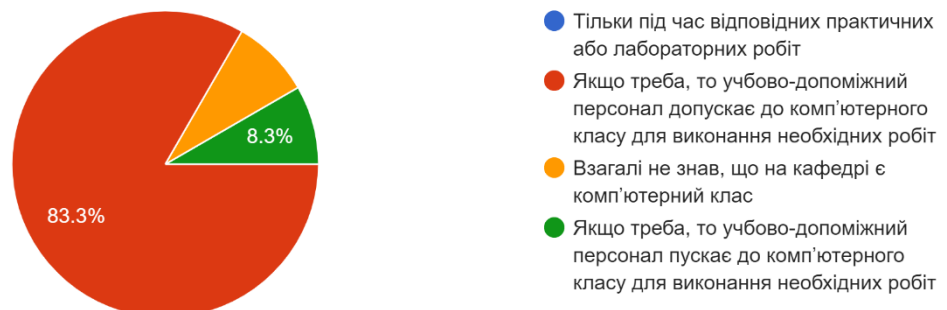 83.3%
8.3%
Тільки під час відповідних практичних
або лабораторних робіт
Якщо треба, то учбово-допоміжний
персонал допускає до комп’ютерного
класу для виконання необхідних робіт
Взагалі не знав, що на кафедрі є
комп’ютерний клас
Якщо треба, то учбово-допоміжний
персонал пускає до комп’ютерного
класу для виконання необхідних робіт